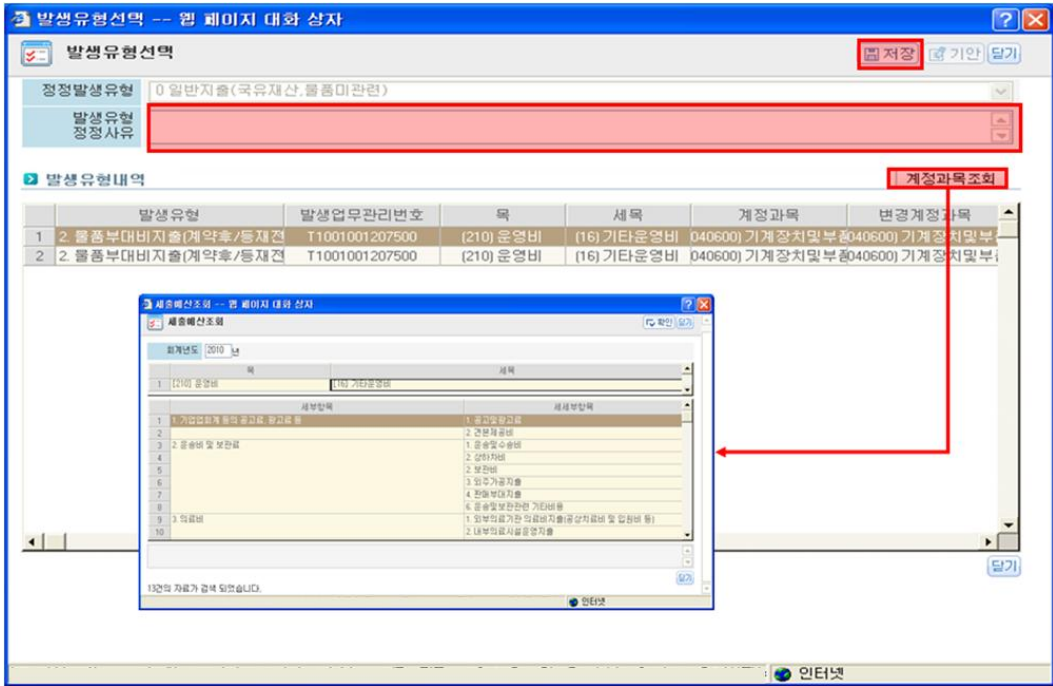 발생유형선택 -- 웹 페이지 대화 상자
발생유형선택
저장 기안 닫기
정정발생유형 0 일반지출(국유재산,물품미관련)
발생유형
정정사유
발생유형내역
계정과목조회
발생유형 발생업무관리번호 목 세목 계정과목 변경계정과목
1 2. 물품부대비지출(계약후/등재전 T1001001207500 (210) 운영비 (16) 기타운영비 040600) 기계장치및부품 040600) 기계장치및부
2 2. 물품부대비지출(계약후/등재전 T1001001207500 (210) 운영비 (16) 기타운영비 040600) 기계장치및부품 040600) 기계장치및부
세출예산조회 -- 웹 페이지 대화 상자
세출예산조회
확인 닫기
회계년도 2010 년
목 세목
1 [210] 운영비 [16] 기타운영비
세부항목 세세부항목
1 1. 기업업회계 등의 공고료, 광고료 등 1. 공고및광고료
2 2. 견본제공비
3 2. 운송비 및 보관료 1. 운송및수송비
4 2. 상하차비
5 2. 보관비
6 3. 외주가공지출
7 4. 판매부대지출
8 6. 운송및보관관련 기타비용
9 3. 의료비 1. 외부의료기관 의료비지출(공상치료비 및 입원비 등)
10 2. 내부의료시설운영지출
닫기
13건의 자료가 검색 되었습니다.
인터넷
닫기
인터넷